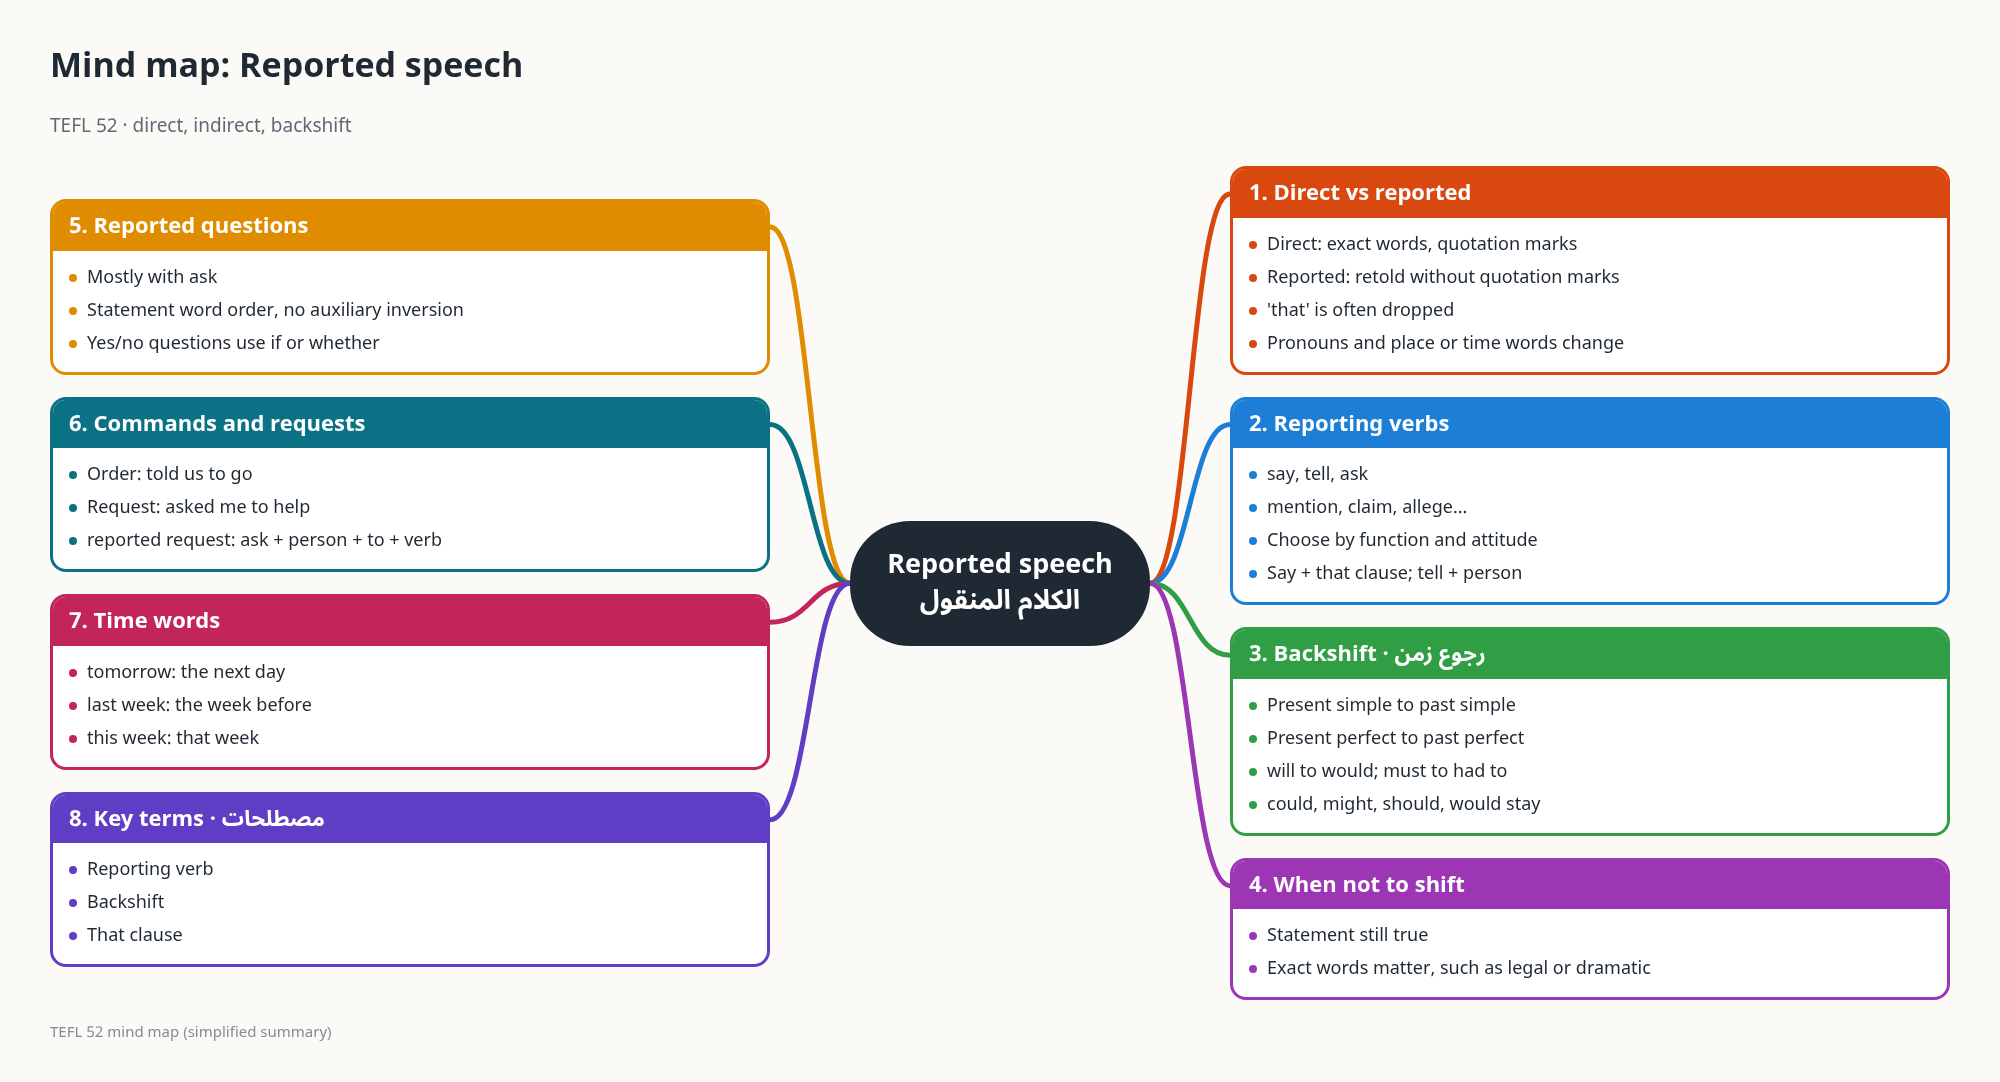 Mind map: Reported speech
TEFL 52 · direct, indirect, backshift
Reported speech
الكلام المنقول
1. Direct vs reported
Direct: exact words, quotation marks
Reported: retold without quotation marks
'that' is often dropped
Pronouns and place or time words change
2. Reporting verbs
say, tell, ask
mention, claim, allege...
Choose by function and attitude
Say + that clause; tell + person
3. Backshift · رجوع زمن
Present simple to past simple
Present perfect to past perfect
will to would; must to had to
could, might, should, would stay
4. When not to shift
Statement still true
Exact words matter, such as legal or dramatic
5. Reported questions
Mostly with ask
Statement word order, no auxiliary inversion
Yes/no questions use if or whether
6. Commands and requests
Order: told us to go
Request: asked me to help
reported request: ask + person + to + verb
7. Time words
tomorrow: the next day
last week: the week before
this week: that week
8. Key terms · مصطلحات
Reporting verb
Backshift
That clause
TEFL 52 mind map (simplified summary)